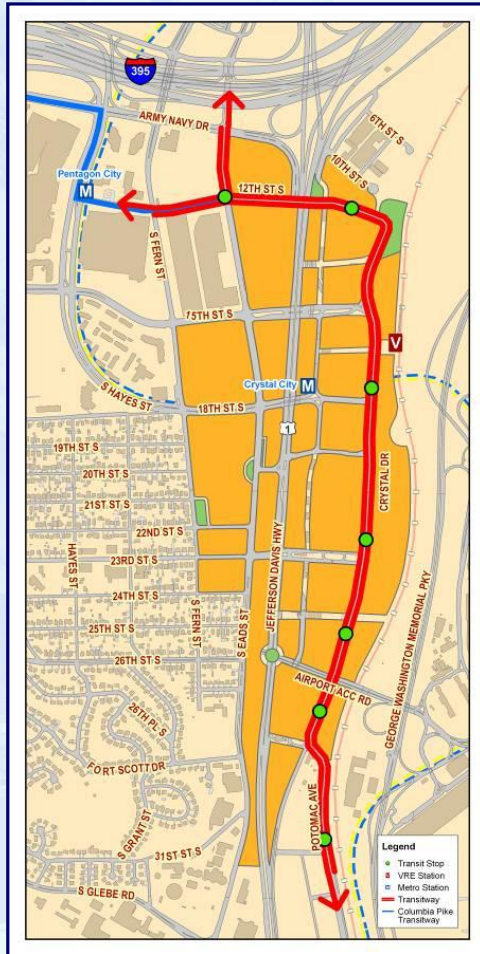 395
ARMY NAVY DR
6TH ST S
10TH ST S
Pentagon City
M
12TH ST S
S FERN ST
15TH ST S
V
Crystal City
M
S HAYES ST
18TH ST S
1
19TH ST S
20TH ST S
21ST ST S
22ND ST S
23RD ST S
24TH ST S
25TH ST S
26TH ST S
HAYES ST
S FERN ST
S EADS ST
JEFFERSON DAVIS HWY
CRYSTAL DR
GEORGE WASHINGTON MEMORIAL PKY
AIRPORT ACC RD
26TH PL S
FORT SCOTT DR
S GRANT ST
31ST ST S
S GLEBE RD
POTOMAC AVE
Legend
Transit Stop
VRE Station
Metro Station
Transitway
Columbia Pike
Transitway